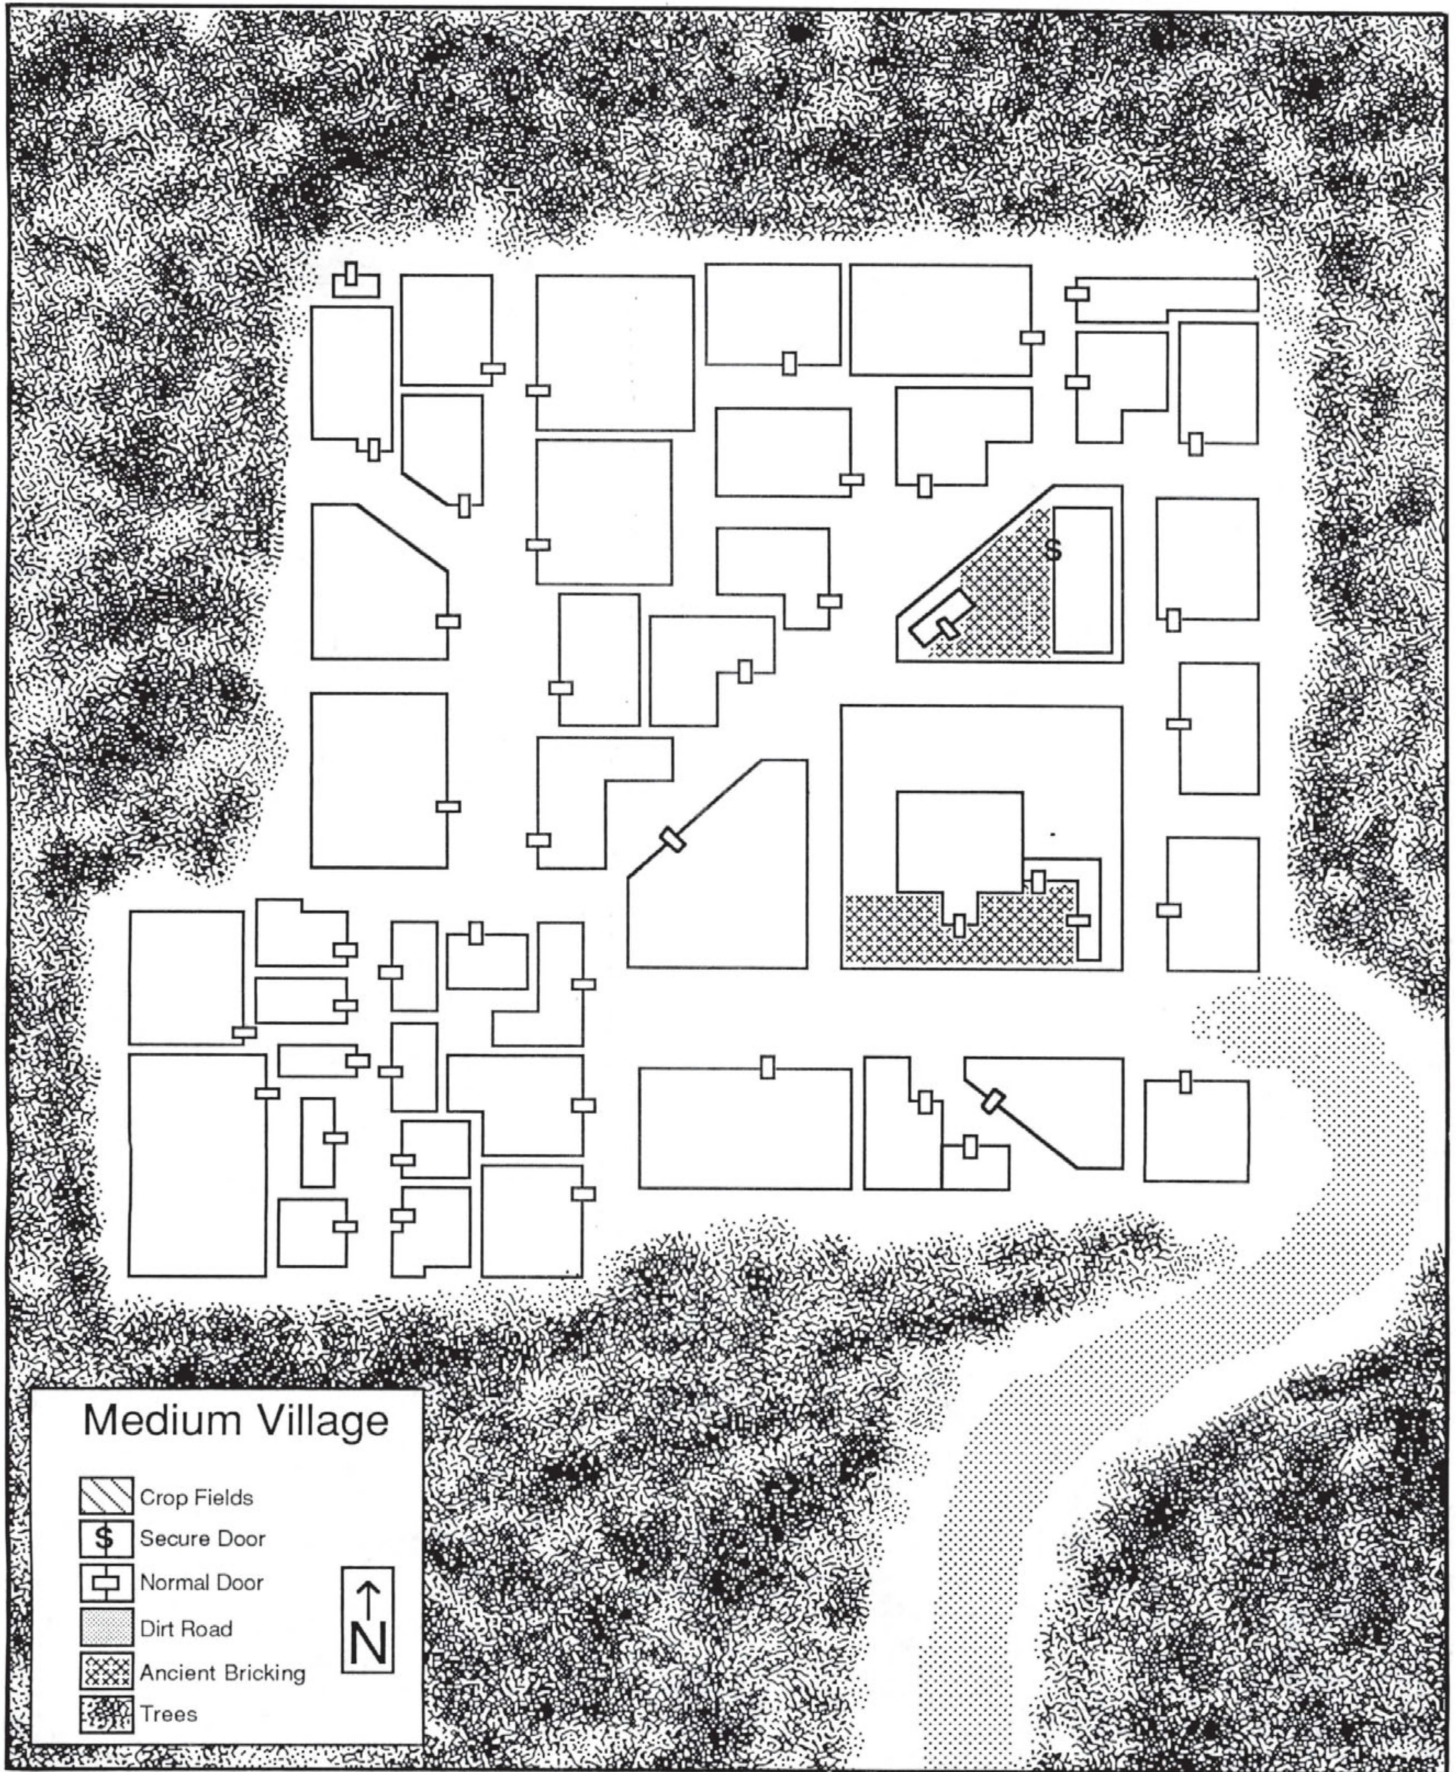 S
Medium Village
Crop Fields
S Secure Door
Normal Door
Dirt Road
Ancient Bricking
Trees
↑
N